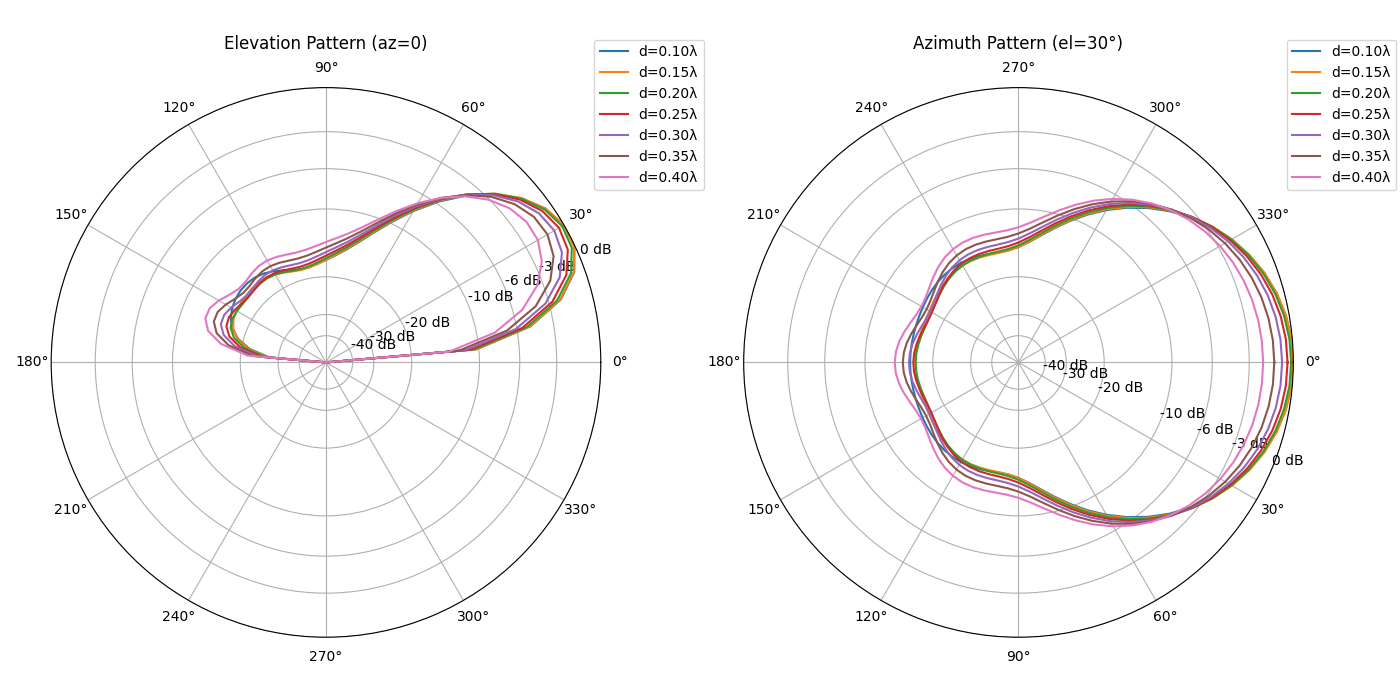 Elevation Pattern (az=0)
90°
120°
60°
150°
30°
180°
0°
210°
330°
240°
300°
270°
0 dB
-3 dB
-6 dB
-10 dB
-20 dB
-30 dB
-40 dB
d=0.10λ
d=0.15λ
d=0.20λ
d=0.25λ
d=0.30λ
d=0.35λ
d=0.40λ
Azimuth Pattern (el=30°)
270°
240°
300°
210°
330°
180°
0°
150°
30°
120°
60°
90°
-40 dB
-30 dB
-20 dB
-10 dB
-6 dB
-3 dB
0 dB
d=0.10λ
d=0.15λ
d=0.20λ
d=0.25λ
d=0.30λ
d=0.35λ
d=0.40λ